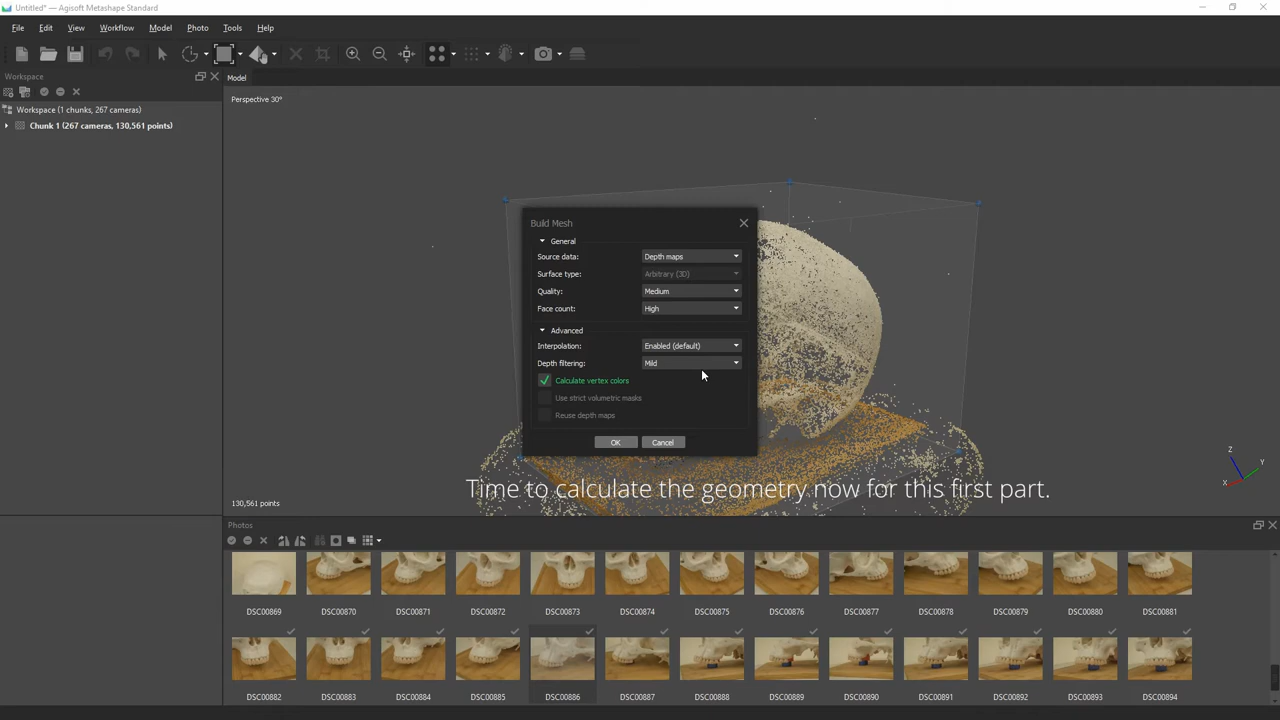 Untitled* — Agisoft Metashape Standard
File Edit View Workflow Model Photo Tools Help
Workspace
Model
Workspace (1 chunks, 267 cameras)
Chunk 1 (267 cameras, 130,561 points)
Perspective 30°
Build Mesh
General
Source data: Depth maps
Surface type: Arbitrary (3D)
Quality: Medium
Face count: High
Advanced
Interpolation: Enabled (default)
Depth filtering: Mild
Calculate vertex colors
Use strict volumetric masks
Reuse depth maps
OK Cancel
Z
Y
X
Time to calculate the geometry now for this first part.
130,561 points
Photos
DSC00869 DSC00870 DSC00871 DSC00872 DSC00873 DSC00874 DSC00875 DSC00876 DSC00877 DSC00878 DSC00879 DSC00880 DSC00881
DSC00882 DSC00883 DSC00884 DSC00885 DSC00886 DSC00887 DSC00888 DSC00889 DSC00890 DSC00891 DSC00892 DSC00893 DSC00894